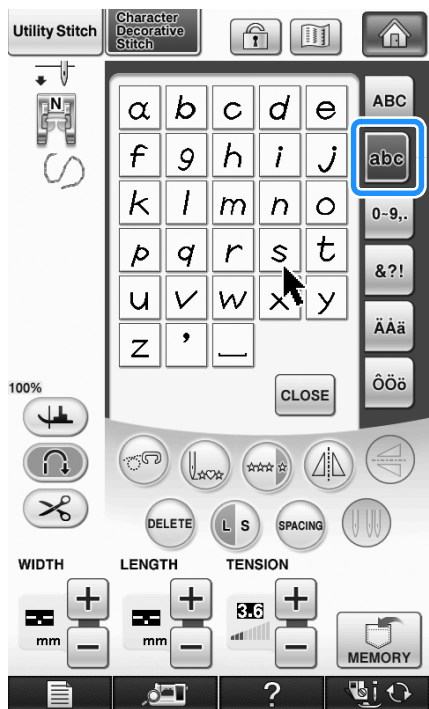 Utility Stitch
Character
Decorative
Stitch
N
a b c d e
f g h i j
k l m n o
p q r s t
u v w x y
z ’ _
ABC
abc
0~9,.
&?!
ÄÅä
ÔÖö
CLOSE
100%
DELETE
L S
SPACING
WIDTH
LENGTH
TENSION
+ + +
3.6
mm
mm
− − −
MEMORY
?
i